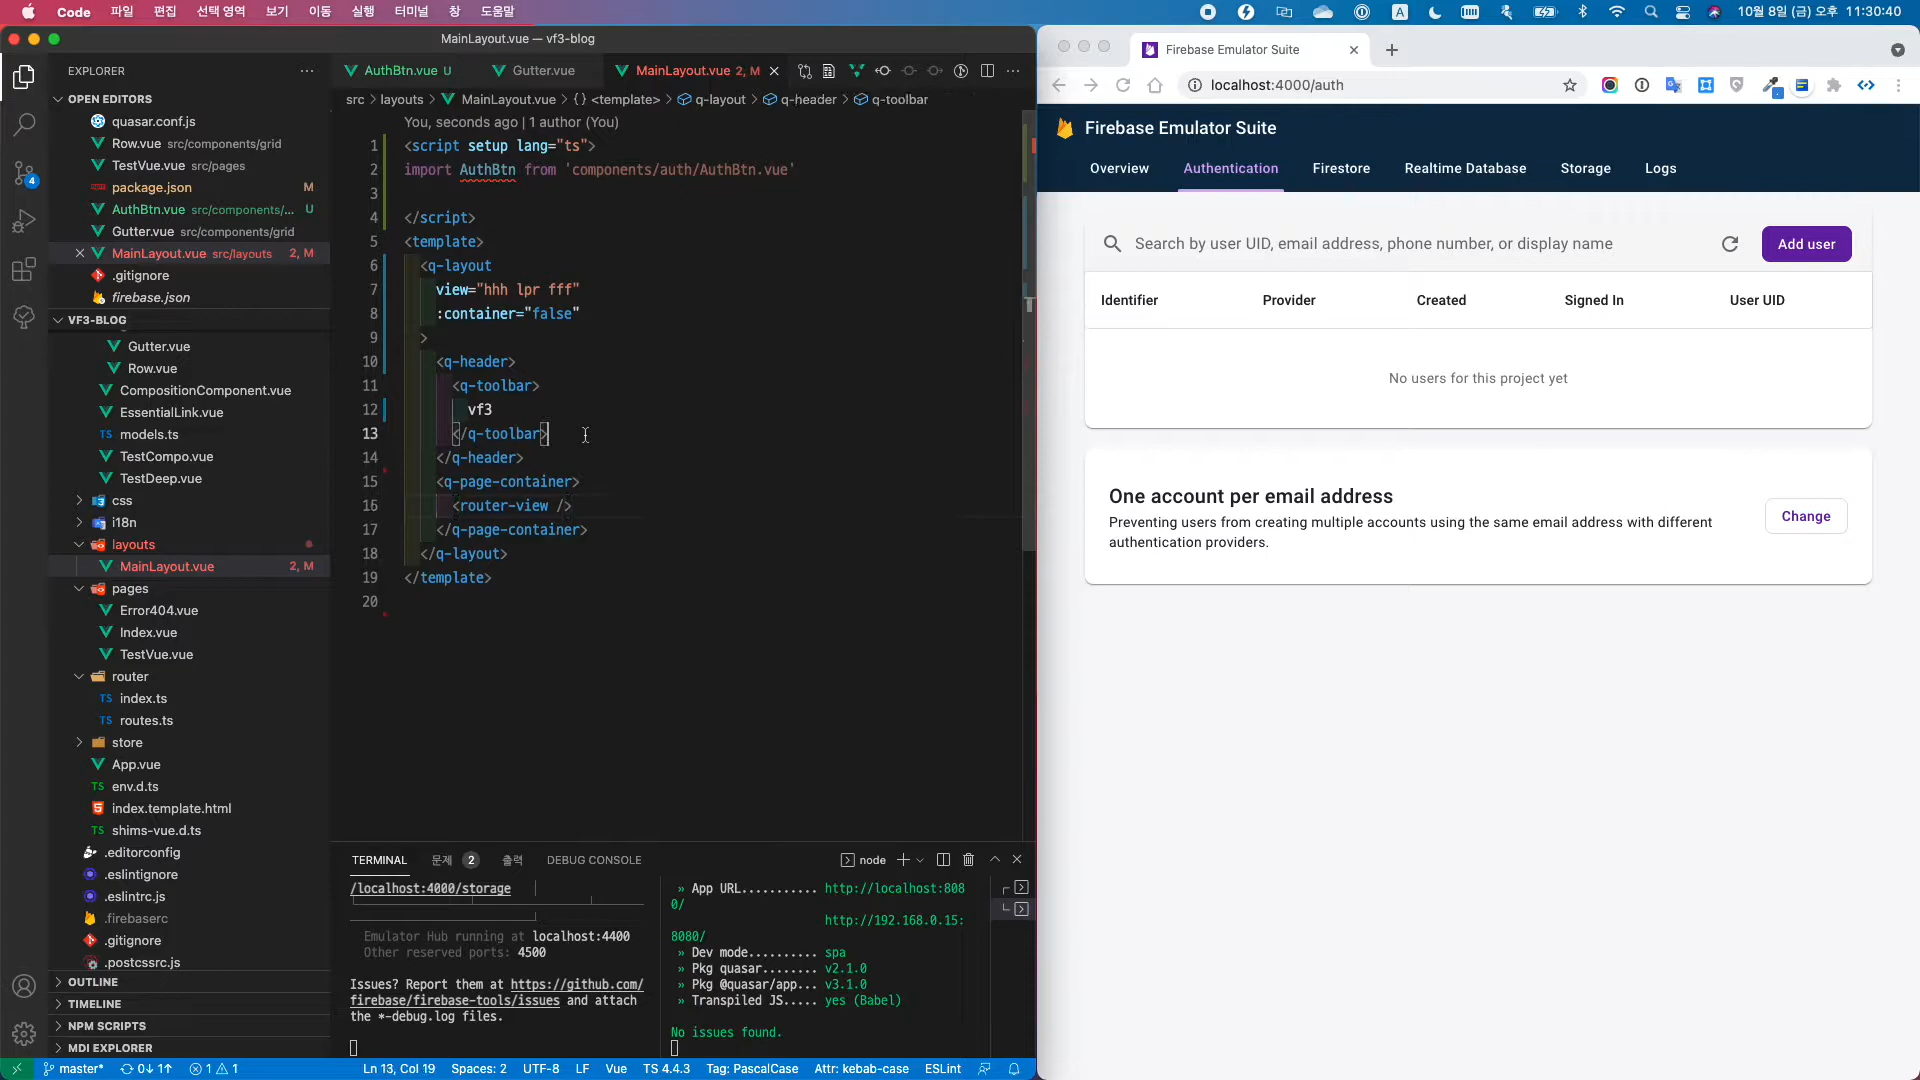 Code 파일 편집 선택 영역 보기 이동 실행 터미널 창 도움말
10월 8일 (금) 오후 11:30:40
MainLayout.vue — vf3-blog
EXPLORER
OPEN EDITORS
quasar.conf.js
Row.vue src/components/grid
TestVue.vue src/pages
package.json M
AuthBtn.vue src/components/... U
Gutter.vue src/components/grid
MainLayout.vue src/layouts 2, M
.gitignore
firebase.json
VF3-BLOG
Gutter.vue
Row.vue
CompositionComponent.vue
EssentialLink.vue
TS models.ts
TestCompo.vue
TestDeep.vue
css
i18n
layouts
MainLayout.vue 2, M
pages
Error404.vue
Index.vue
TestVue.vue
router
TS index.ts
TS routes.ts
store
App.vue
TS env.d.ts
index.template.html
TS shims-vue.d.ts
.editorconfig
.eslintignore
.eslintrc.js
.firebaserc
.gitignore
.postcssrc.js
OUTLINE
TIMELINE
NPM SCRIPTS
MDI EXPLORER
4
AuthBtn.vue U
Gutter.vue
MainLayout.vue 2, M
src > layouts > MainLayout.vue > {} <template> > q-layout > q-header > q-toolbar
You, seconds ago | 1 author (You)
1 <script setup lang="ts">
2 import AuthBtn from 'components/auth/AuthBtn.vue'
3
4 </script>
5 <template>
6 <q-layout
7 view="hhh lpr fff"
8 :container="false"
9 >
10 <q-header>
11 <q-toolbar>
12 vf3
13 </q-toolbar>
14 </q-header>
15 <q-page-container>
16 <router-view />
17 </q-page-container>
18 </q-layout>
19 </template>
20
TERMINAL 문제 2 출력 DEBUG CONSOLE
node
/localhost:4000/storage
Emulator Hub running at localhost:4400
Other reserved ports: 4500
Issues? Report them at https://github.com/
firebase/firebase-tools/issues and attach
the *-debug.log files.
» App URL........... http://localhost:808
0/
http://192.168.0.15:
8080/
» Dev mode.......... spa
» Pkg quasar........ v2.1.0
» Pkg @quasar/app... v3.1.0
» Transpiled JS..... yes (Babel)
No issues found.
master* 0↓ 1↑ 1 1
Ln 13, Col 19 Spaces: 2 UTF-8 LF Vue TS 4.4.3 Tag: PascalCase Attr: kebab-case ESLint
Firebase Emulator Suite
localhost:4000/auth
Firebase Emulator Suite
Overview Authentication Firestore Realtime Database Storage Logs
Search by user UID, email address, phone number, or display name
Add user
Identifier Provider Created Signed In User UID
No users for this project yet
One account per email address
Preventing users from creating multiple accounts using the same email address with different
authentication providers.
Change